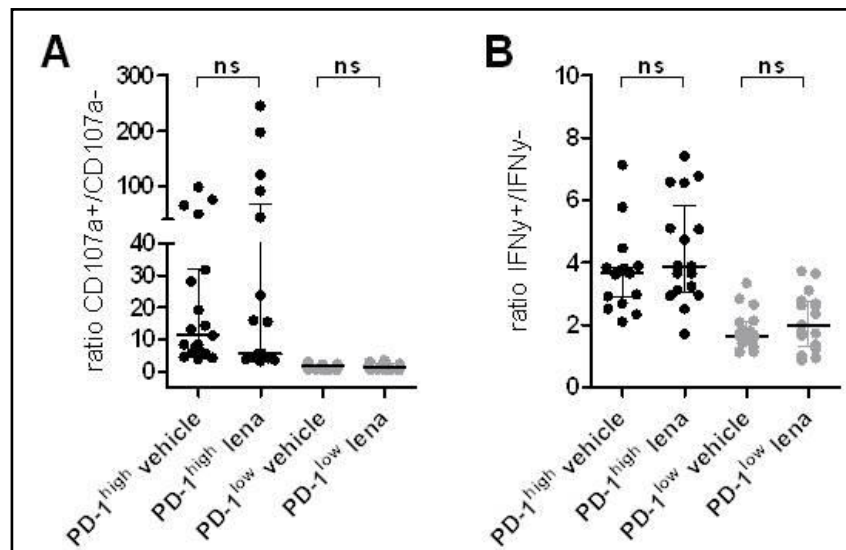 A
ns
ns
ratio CD107a+/CD107a-
300
200
100
40
30
20
10
0
PD-1high vehicle
PD-1high lena
PD-1low vehicle
PD-1low lena
B
ns
ns
ratio IFNy+/IFNy-
10
8
6
4
2
0
PD-1high vehicle
PD-1high lena
PD-1low vehicle
PD-1low lena